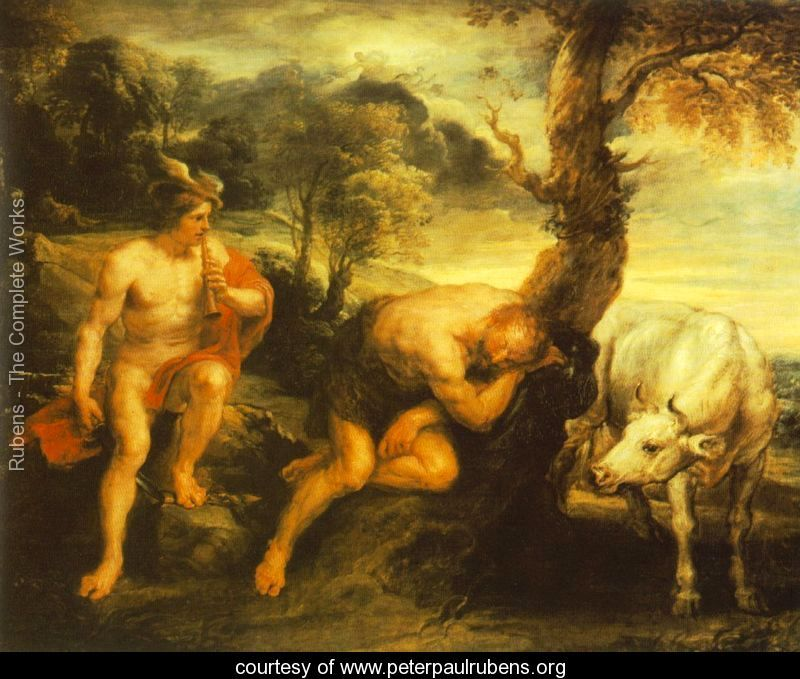 Rubens - The Complete Works
courtesy of www.peterpaulrubens.org